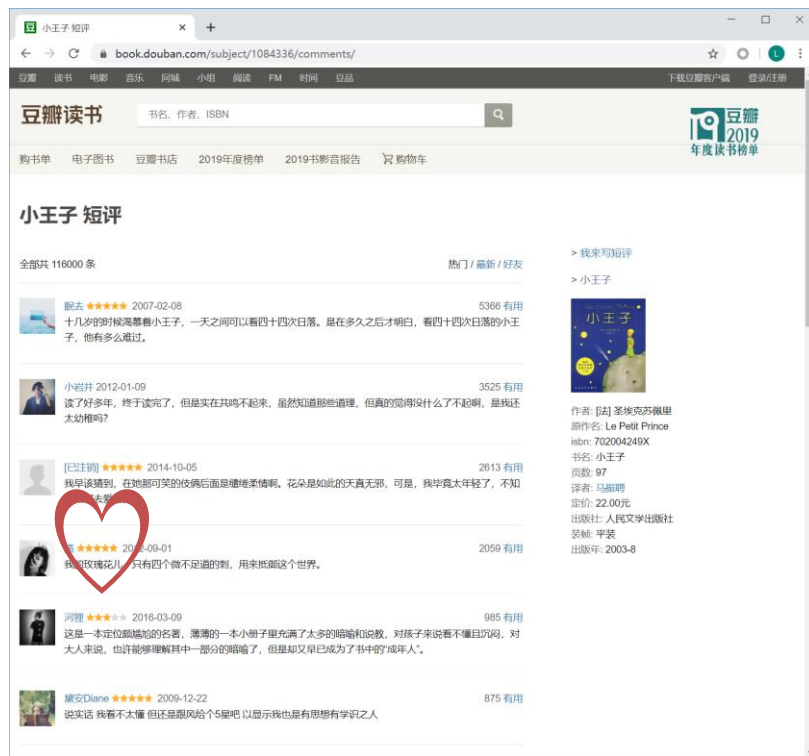 小王子 短评
book.douban.com/subject/1084336/comments/
豆瓣 读书 电影 音乐 同城 小组 阅读 FM 时间 豆品 下载豆瓣客户端 登录/注册
豆瓣读书 书名、作者、ISBN
豆瓣
2019
年度读书榜单
购书单 电子图书 豆瓣书店 2019年度榜单 2019书影音报告 购物车
小王子 短评
全部共 116000 条 热门 / 最新 / 好友
眠去 2007-02-08 5366 有用
十几岁的时候渴慕着小王子，一天之间可以看四十四次日落。是在多久之后才明白，看四十四次日落的小王
子，他有多么难过。
小岩井 2012-01-09 3525 有用
读了好多年，终于读完了，但是实在共鸣不起来，虽然知道那些道理，但真的觉得没什么了不起啊，是我还
太幼稚吗？
[已注销] 2014-10-05 2613 有用
我早该猜到，在她那可笑的伎俩后面是缱绻柔情啊。花朵是如此的天真无邪，可是，我毕竟太年轻了，不知
去爱
-09-01 2059 有用
我的玫瑰花儿 只有四个微不足道的刺，用来抵御这个世界。
河狸 2016-03-09 985 有用
这是一本定位颇尴尬的名著，薄薄的一本小册子里充满了太多的暗喻和说教，对孩子来说看不懂且沉闷，对
大人来说，也许能够理解其中一部分的暗喻了，但是却又早已成为了书中的“成年人”。
黛安Diane 2009-12-22 875 有用
说实话 我看不太懂 但还是跟风给个5星吧 以显示我也是有思想有学识之人
> 我来写短评
> 小王子
小王子
作者: [法] 圣埃克苏佩里
原作名: Le Petit Prince
isbn: 702004249X
书名: 小王子
页数: 97
译者: 马振骋
定价: 22.00元
出版社: 人民文学出版社
装帧: 平装
出版年: 2003-8